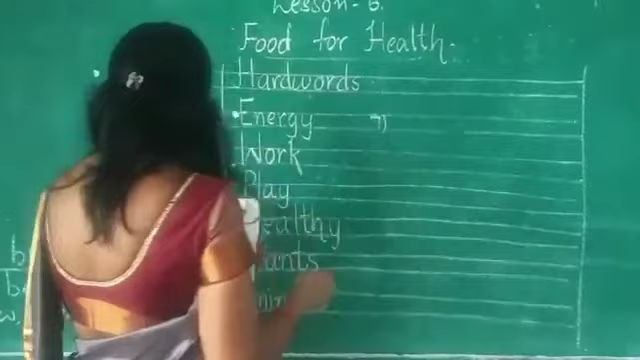 Lesson - 6.
Food for Health.
Hardwords
Energy
Work
Play
ealthy
ants